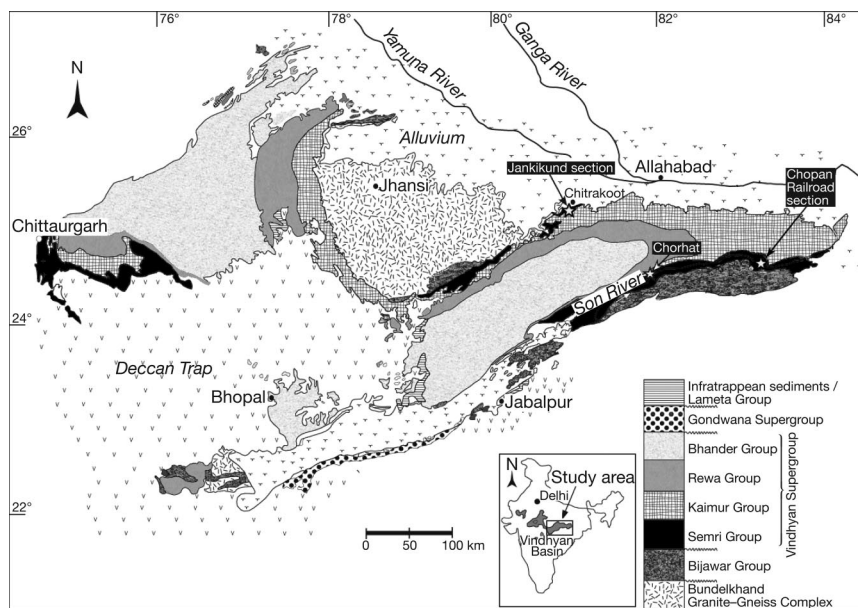 76
78
80
82
84°
N
26°
24°
22°
Yamuna River
Ganga River
Alluvium
Allahabad
Jankikund section
Chitrakoot
Chopan
Railroad
section
Jhansi
Chittaurgarh
Chorhat
Son River
Deccan Trap
Bhopal
Jabalpur
0 50 100 km
N
Study area
Delhi
Vindhyan
Basin
Infratrappean sediments /
Lameta Group
Gondwana Supergroup
Bhander Group
Rewa Group
Kaimur Group
Semri Group
Vindhyan Supergroup
Bijawar Group
Bundelkhand
Granite–Gneiss Complex